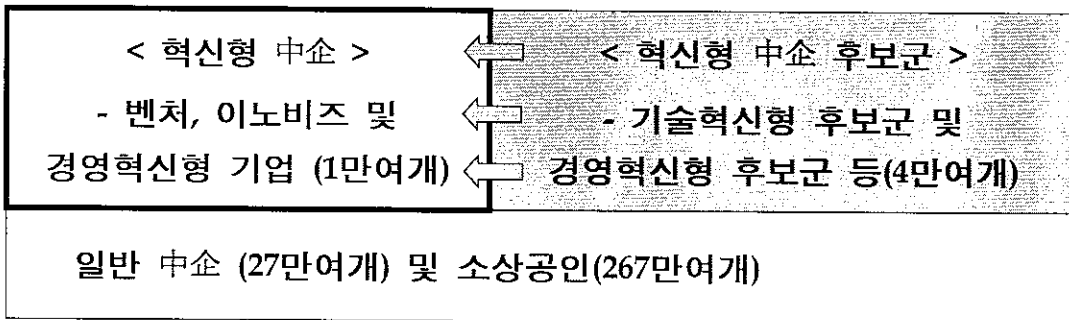 < 혁신형 中企 >
- 벤처, 이노비즈 및
경영혁신형 기업 (1만여개)
< 혁신형 中企 후보군 >
- 기술혁신형 후보군 및
경영혁신형 후보군 등(4만여개)
일반 中企 (27만여개) 및 소상공인(267만여개)